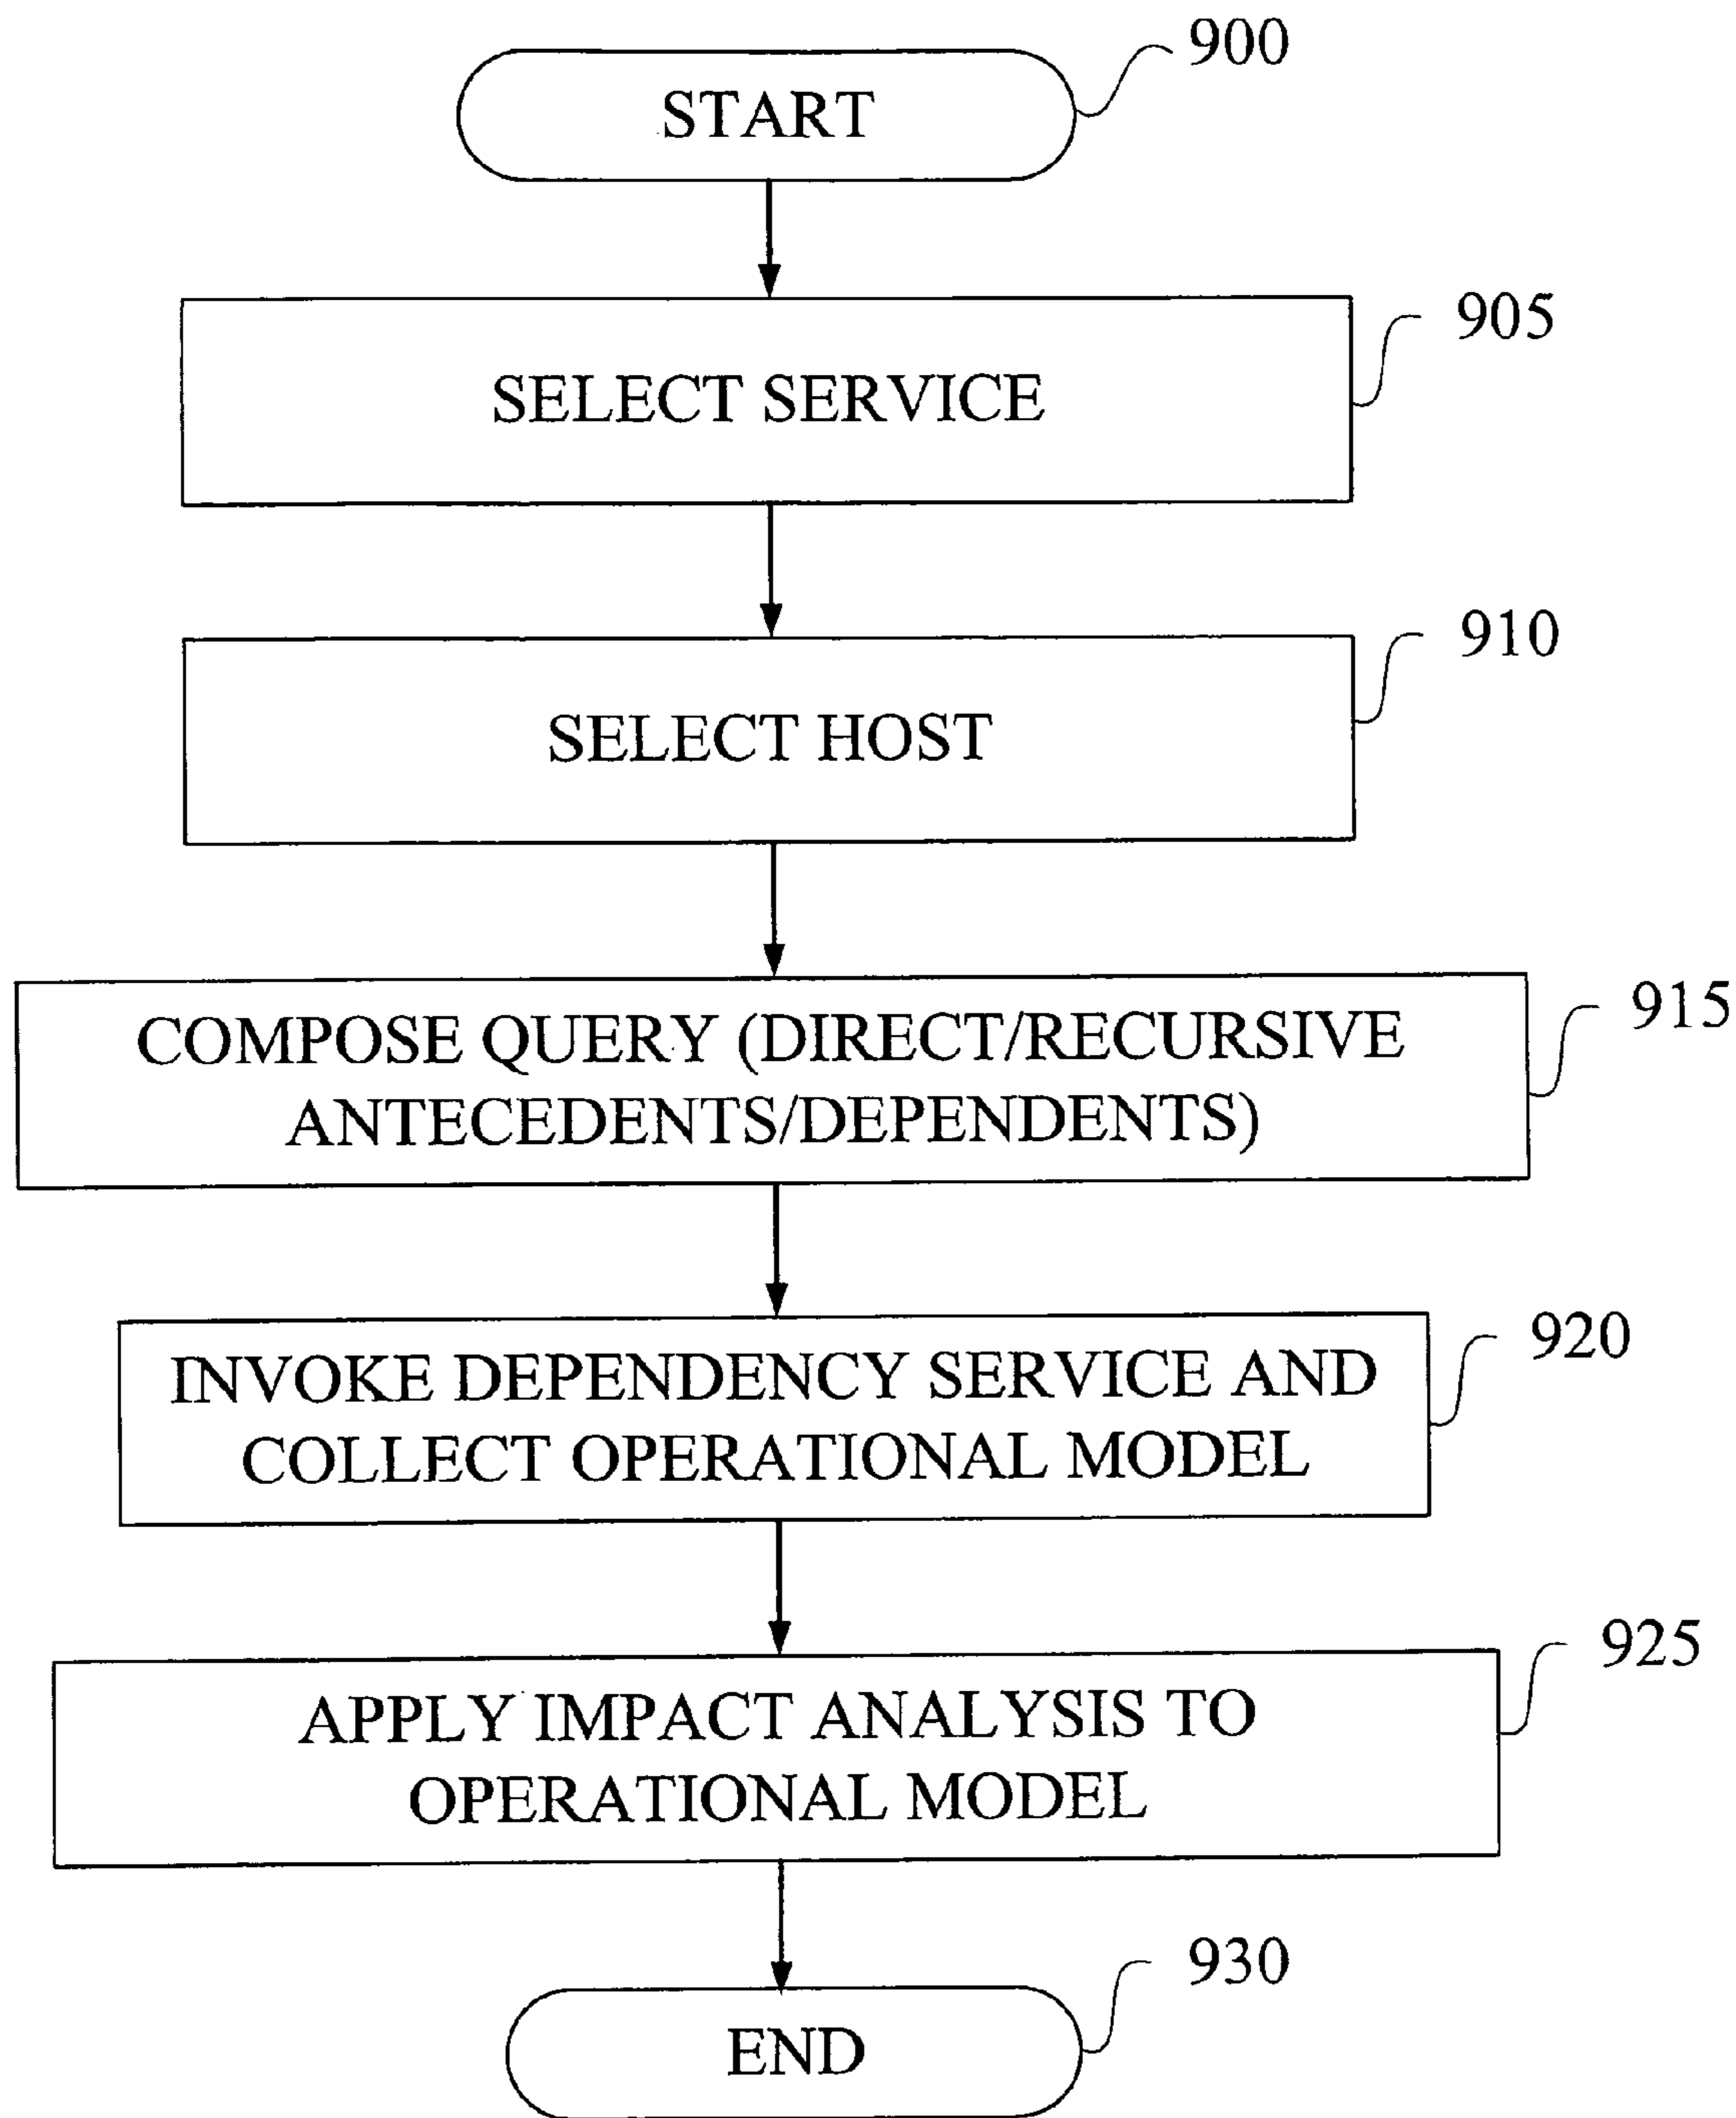 900
START
905
SELECT SERVICE
910
SELECT HOST
915
COMPOSE QUERY (DIRECT/RECURSIVE
ANTECEDENTS/DEPENDENTS)
920
INVOKE DEPENDENCY SERVICE AND
COLLECT OPERATIONAL MODEL
925
APPLY IMPACT ANALYSIS TO
OPERATIONAL MODEL
930
END